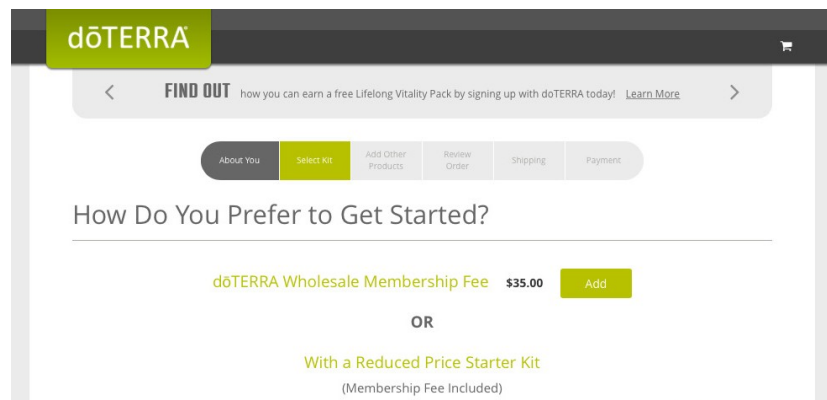 dōTERRA
FIND OUT how you can earn a free Lifelong Vitality Pack by signing up with doTERRA today! Learn More
About You
Select Kit
Add Other
Products
Review
Order
Shipping
Payment
How Do You Prefer to Get Started?
dōTERRA Wholesale Membership Fee $35.00 Add
OR
With a Reduced Price Starter Kit
(Membership Fee Included)